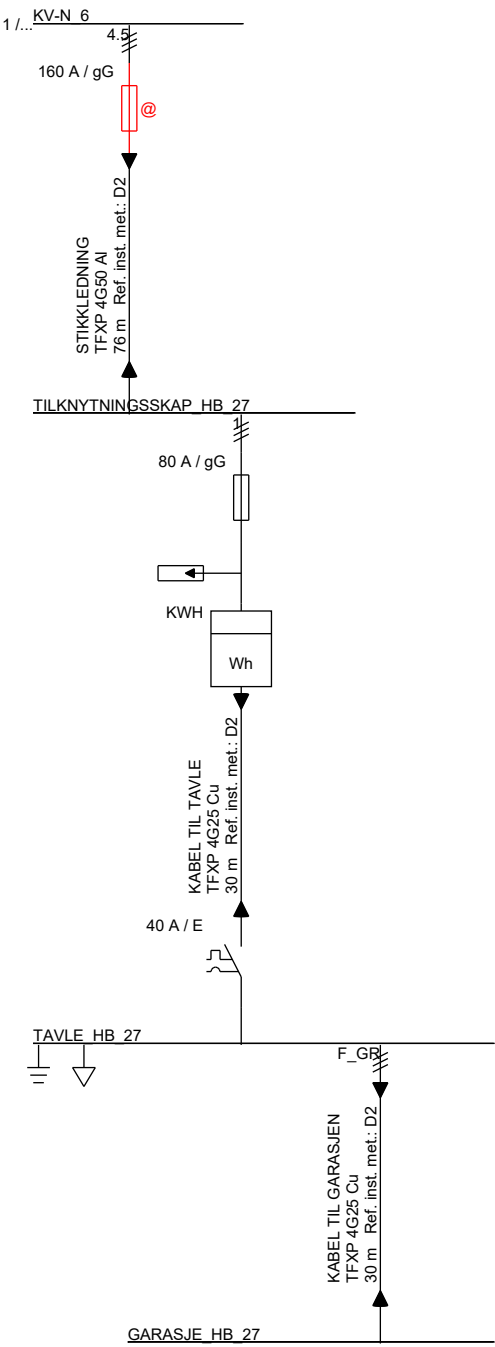 KV-N_6
1 /...
4.5
160 A / gG
@
STIKKLEDNING
TFXP 4G50 Al
76 m Ref. inst. met.: D2
TILKNYTNINGSSKAP_HB_27
1
80 A / gG
KWH
Wh
KABEL TIL TAVLE
TFXP 4G25 Cu
30 m Ref. inst. met.: D2
40 A / E
TAVLE_HB_27
F_GR
KABEL TIL GARASJEN
TFXP 4G25 Cu
30 m Ref. inst. met.: D2
GARASJE_HB_27